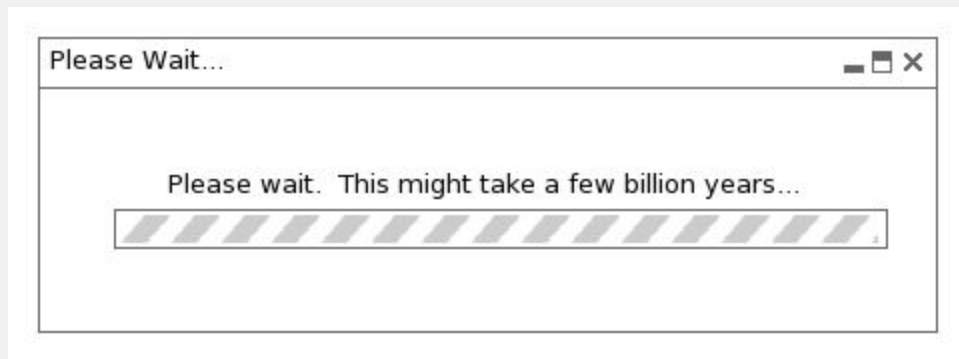 Please Wait...
Please wait.  This might take a few billion years...